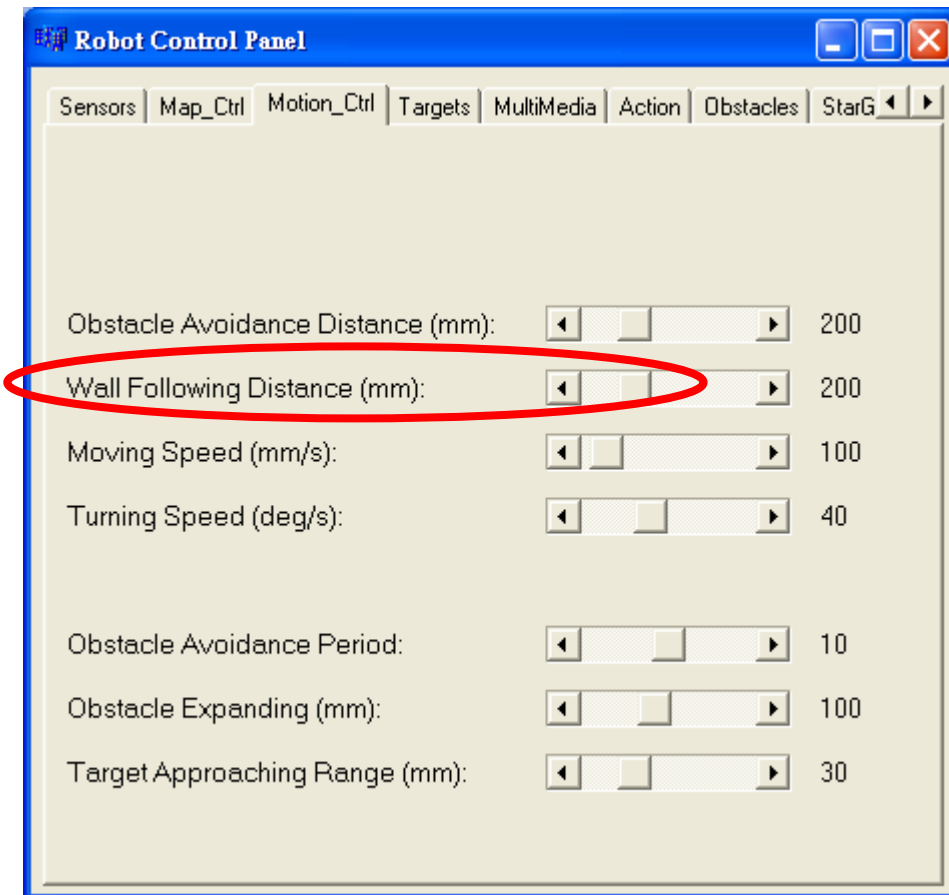 Robot Control Panel
Sensors Map_Ctrl Motion_Ctrl Targets MultiMedia Action Obstacles StarG
Obstacle Avoidance Distance (mm): 200
Wall Following Distance (mm): 200
Moving Speed (mm/s): 100
Turning Speed (deg/s): 40
Obstacle Avoidance Period: 10
Obstacle Expanding (mm): 100
Target Approaching Range (mm): 30